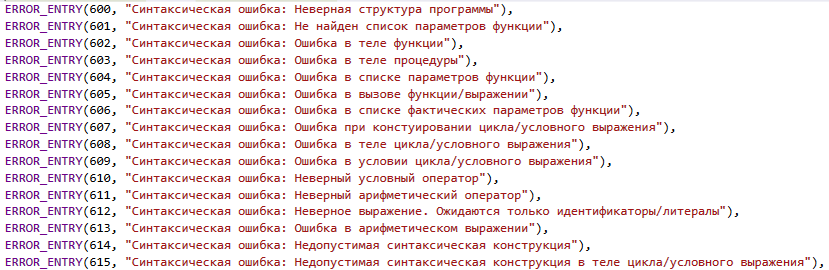 ERROR_ENTRY(600, "Синтаксическая ошибка: Неверная структура программы"),
ERROR_ENTRY(601, "Синтаксическая ошибка: Не найден список параметров функции"),
ERROR_ENTRY(602, "Синтаксическая ошибка: Ошибка в теле функции"),
ERROR_ENTRY(603, "Синтаксическая ошибка: Ошибка в теле процедуры"),
ERROR_ENTRY(604, "Синтаксическая ошибка: Ошибка в списке параметров функции"),
ERROR_ENTRY(605, "Синтаксическая ошибка: Ошибка в вызове функции/выражении"),
ERROR_ENTRY(606, "Синтаксическая ошибка: Ошибка в списке фактических параметров функции"),
ERROR_ENTRY(607, "Синтаксическая ошибка: Ошибка при констуировании цикла/условного выражения"),
ERROR_ENTRY(608, "Синтаксическая ошибка: Ошибка в теле цикла/условного выражения"),
ERROR_ENTRY(609, "Синтаксическая ошибка: Ошибка в условии цикла/условного выражения"),
ERROR_ENTRY(610, "Синтаксическая ошибка: Неверный условный оператор"),
ERROR_ENTRY(611, "Синтаксическая ошибка: Неверный арифметический оператор"),
ERROR_ENTRY(612, "Синтаксическая ошибка: Неверное выражение. Ожидаются только идентификаторы/литералы"),
ERROR_ENTRY(613, "Синтаксическая ошибка: Ошибка в арифметическом выражении"),
ERROR_ENTRY(614, "Синтаксическая ошибка: Недопустимая синтаксическая конструкция"),
ERROR_ENTRY(615, "Синтаксическая ошибка: Недопустимая синтаксическая конструкция в теле цикла/условного выражения"),